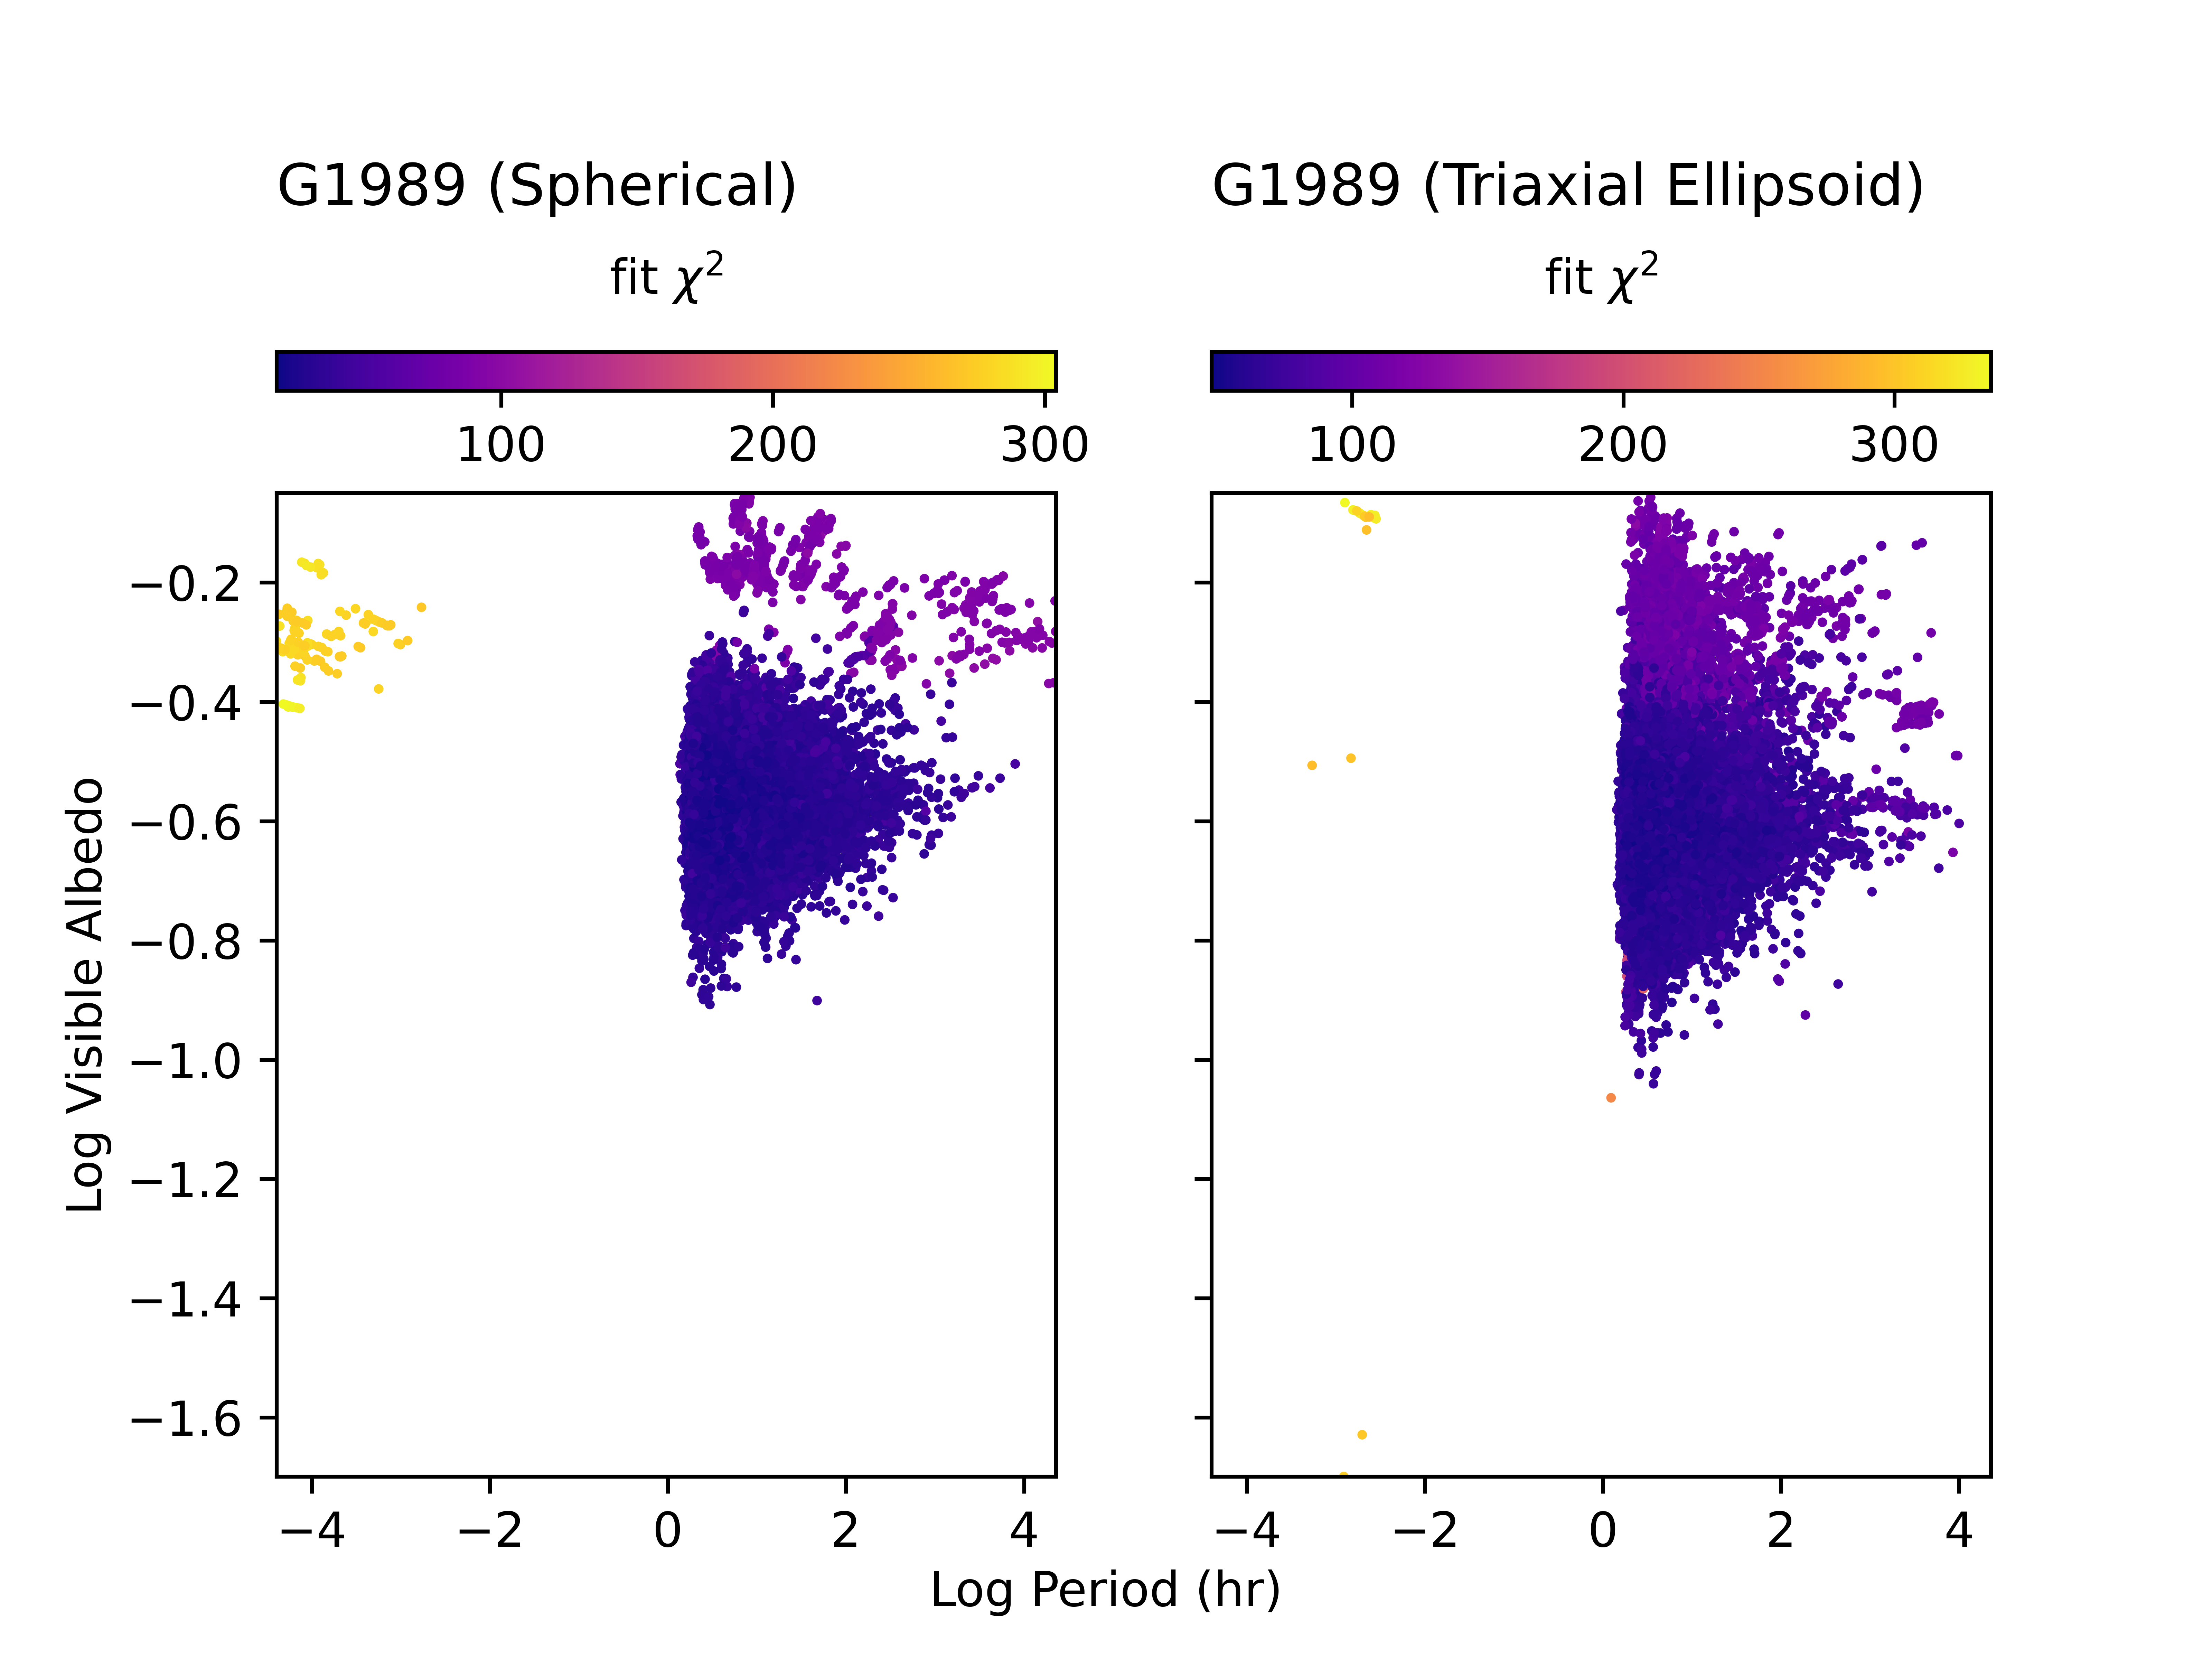 G1989 (Spherical)
G1989 (Triaxial Ellipsoid)
fit χ²
fit χ²
100 200 300
100 200 300
Log Visible Albedo
−0.2
−0.4
−0.6
−0.8
−1.0
−1.2
−1.4
−1.6
−4 −2 0 2 4
−4 −2 0 2 4
Log Period (hr)